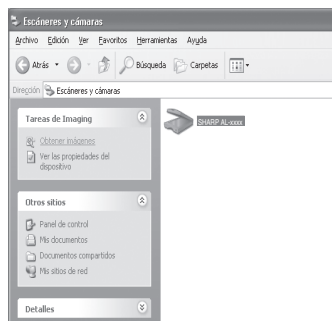 Escáneres y cámaras
Archivo Edición Ver Favoritos Herramientas Ayuda
Atrás Búsqueda Carpetas
Dirección Escáneres y cámaras
Tareas de Imaging
Obtener imágenes
Ver las propiedades del
dispositivo
SHARP AL-xxxx
Otros sitios
Panel de control
Mis documentos
Documentos compartidos
Mis sitios de red
Detalles